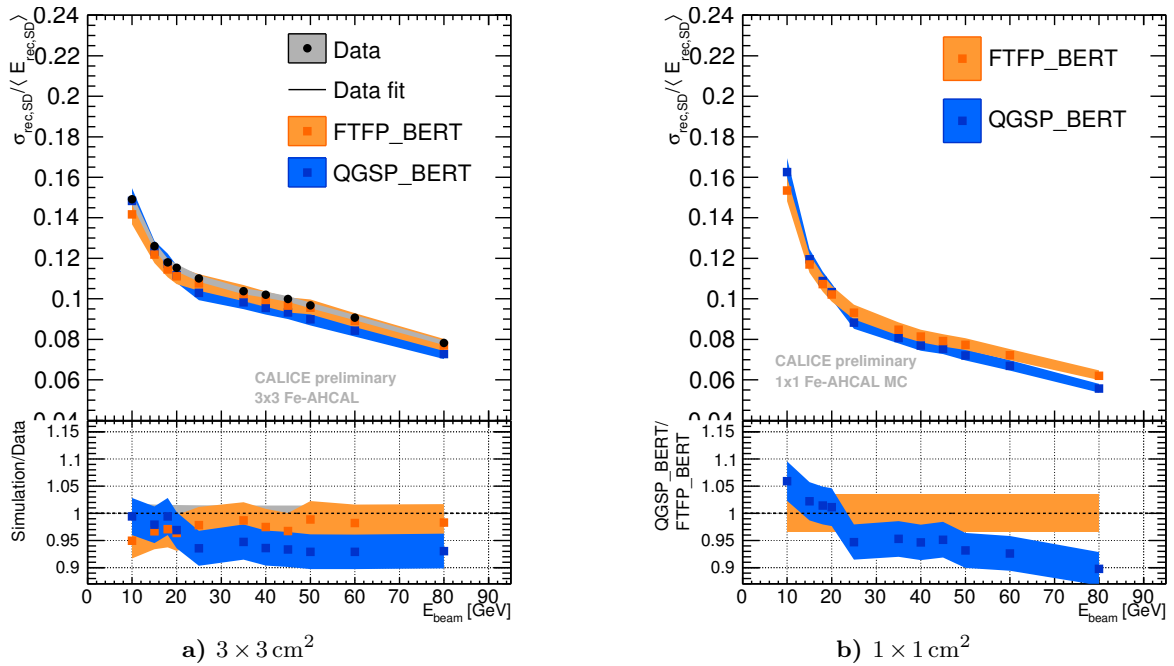 σ_rec,SD/⟨ E_rec,SD⟩
0.24
0.22
0.2
0.18
0.16
0.14
0.12
0.1
0.08
0.06
0.04
Data
Data fit
FTFP_BERT
QGSP_BERT
CALICE preliminary
3x3 Fe-AHCAL
Simulation/Data
1.15
1.1
1.05
1
0.95
0.9
0 10 20 30 40 50 60 70 80 90
E_beam [GeV]
a) 3 × 3 cm²
σ_rec,SD/⟨ E_rec,SD⟩
0.24
0.22
0.2
0.18
0.16
0.14
0.12
0.1
0.08
0.06
0.04
FTFP_BERT
QGSP_BERT
CALICE preliminary
1x1 Fe-AHCAL MC
QGSP_BERT/
FTFP_BERT
1.15
1.1
1.05
1
0.95
0.9
0 10 20 30 40 50 60 70 80 90
E_beam [GeV]
b) 1 × 1 cm²